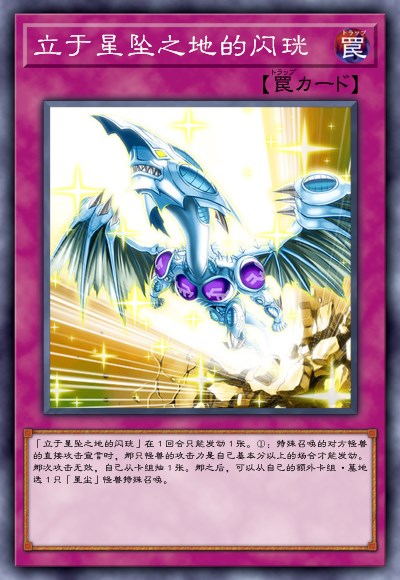 立于星坠之地的闪珖
罠
トラップ
【罠カード】
トラップ
「立于星坠之地的闪珖」在1回合只能发动1张。①：特殊召唤的对方怪兽
的直接攻击宣言时，那只怪兽的攻击力是自己基本分以上的场合才能发动。
那次攻击无效，自己从卡组抽1张。那之后，可以从自己的额外卡组·墓地
选1只「星尘」怪兽特殊召唤。